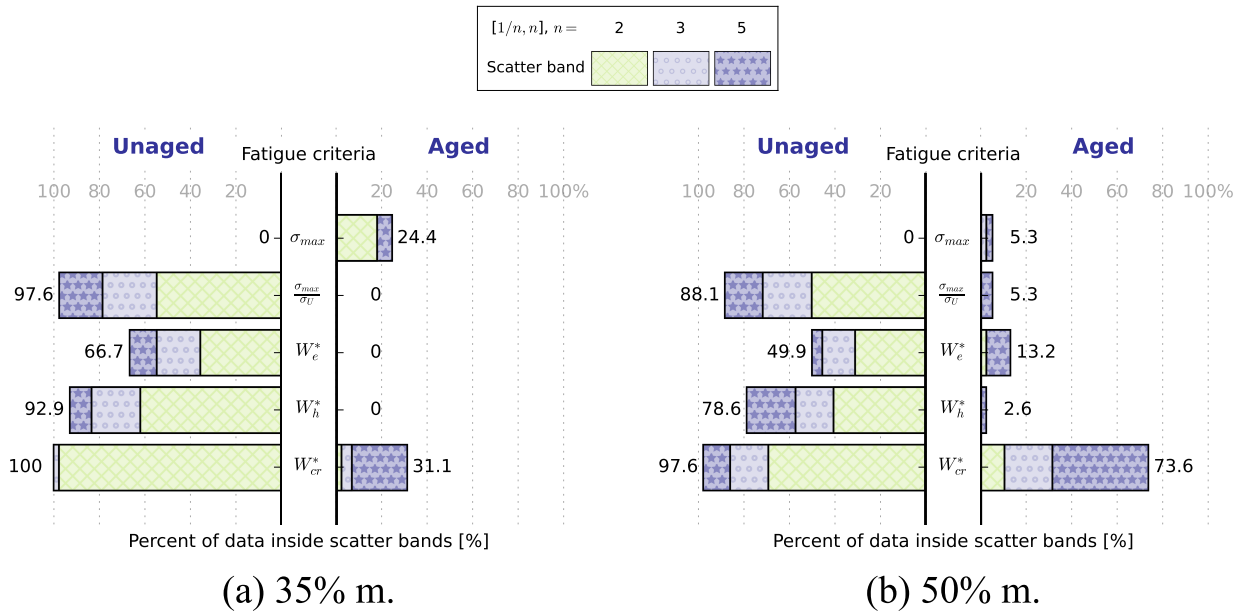 [1/n, n], n = 2 3 5
Scatter band
Unaged Fatigue criteria Aged
100 80 60 40 20 20 40 60 80 100%
0 σmax 24.4
97.6 σmax/σU 0
66.7 W*e 0
92.9 W*h 0
100 W*cr 31.1
Percent of data inside scatter bands [%]
(a) 35% m.
Unaged Fatigue criteria Aged
100 80 60 40 20 20 40 60 80 100%
0 σmax 5.3
88.1 σmax/σU 5.3
49.9 W*e 13.2
78.6 W*h 2.6
97.6 W*cr 73.6
Percent of data inside scatter bands [%]
(b) 50% m.